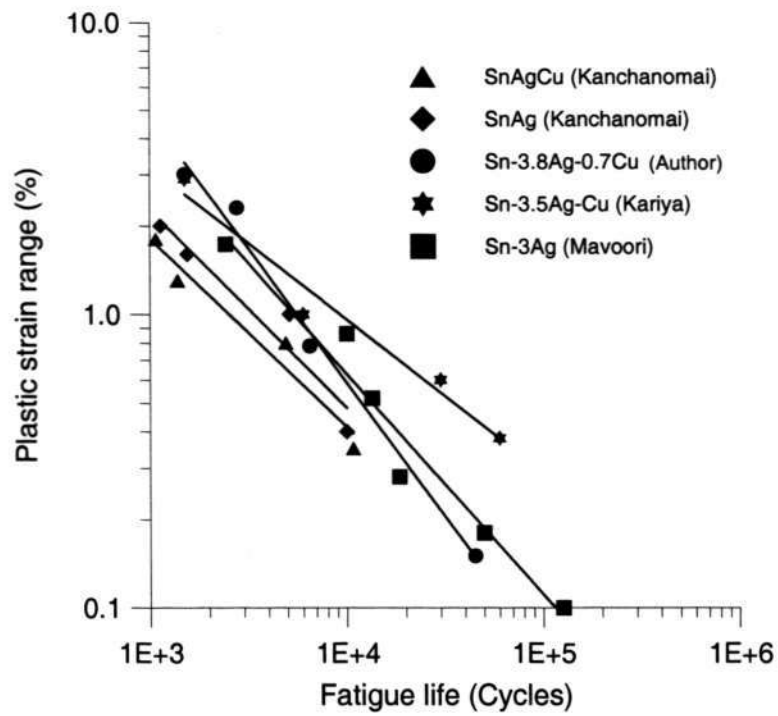 10.0
SnAgCu (Kanchanomai)
SnAg (Kanchanomai)
Sn-3.8Ag-0.7Cu (Author)
Sn-3.5Ag-Cu (Kariya)
Sn-3Ag (Mavoori)
Plastic strain range (%)
1.0
0.1
1E+3
1E+4
1E+5
1E+6
Fatigue life (Cycles)